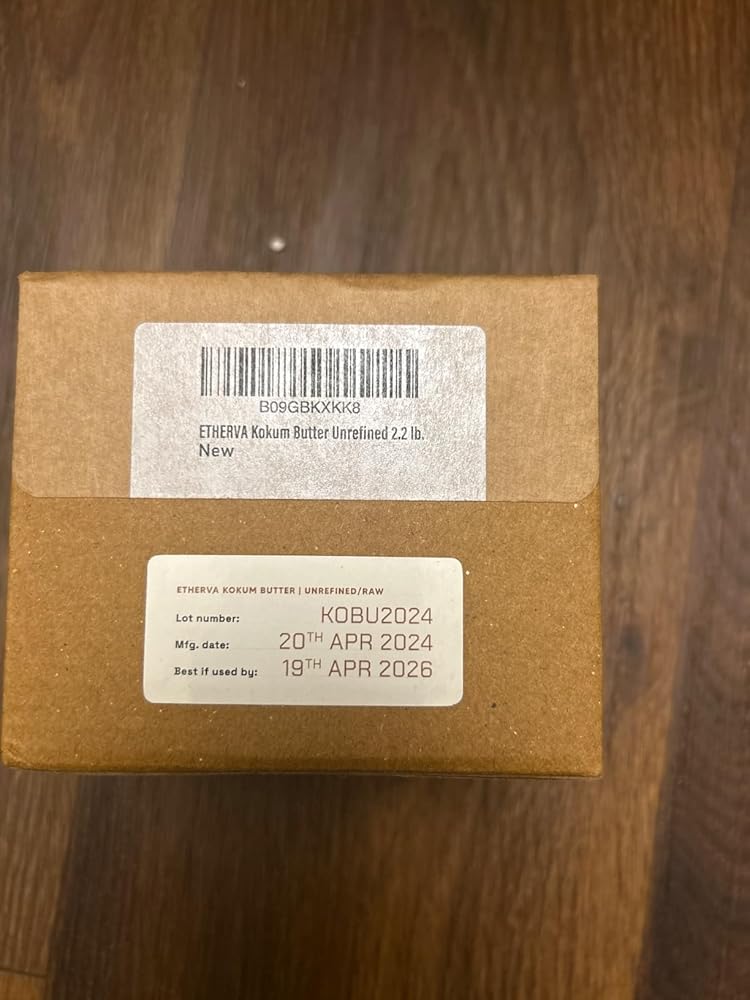 B09GBKXKK8
ETHERVA Kokum Butter Unrefined 2.2 lb.
New
ETHERVA KOKUM BUTTER | UNREFINED/RAW
Lot number: KOBU2024
Mfg. date: 20TH APR 2024
Best if used by: 19TH APR 2026